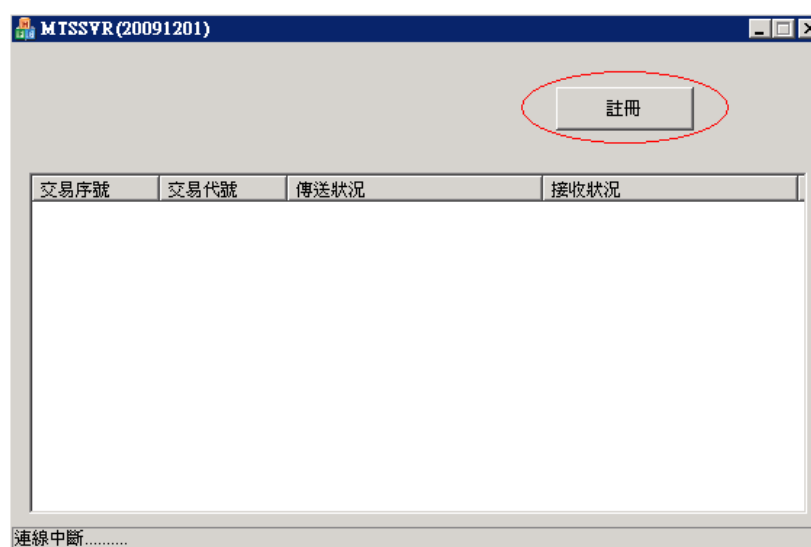 MTSSVR(20091201)
註冊
交易序號 交易代號 傳送狀況 接收狀況
連線中斷..........